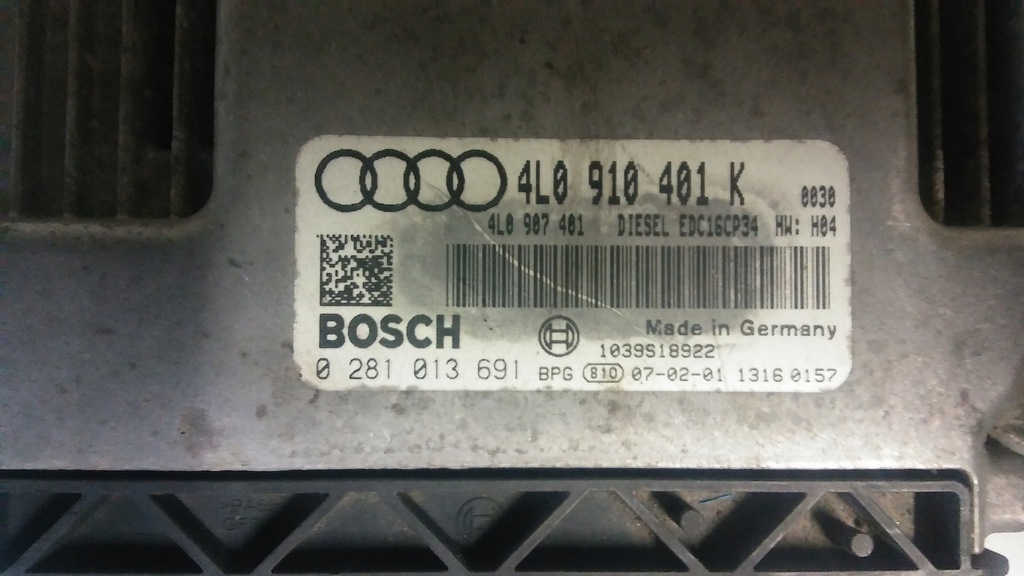 4L0 910 401 K 0030
4L0 907 401 DIESEL EDC16CP34 HW: H04
BOSCH Made in Germany
1039S18922
0 281 013 691 BPG 810 07-02-01 1316 0157